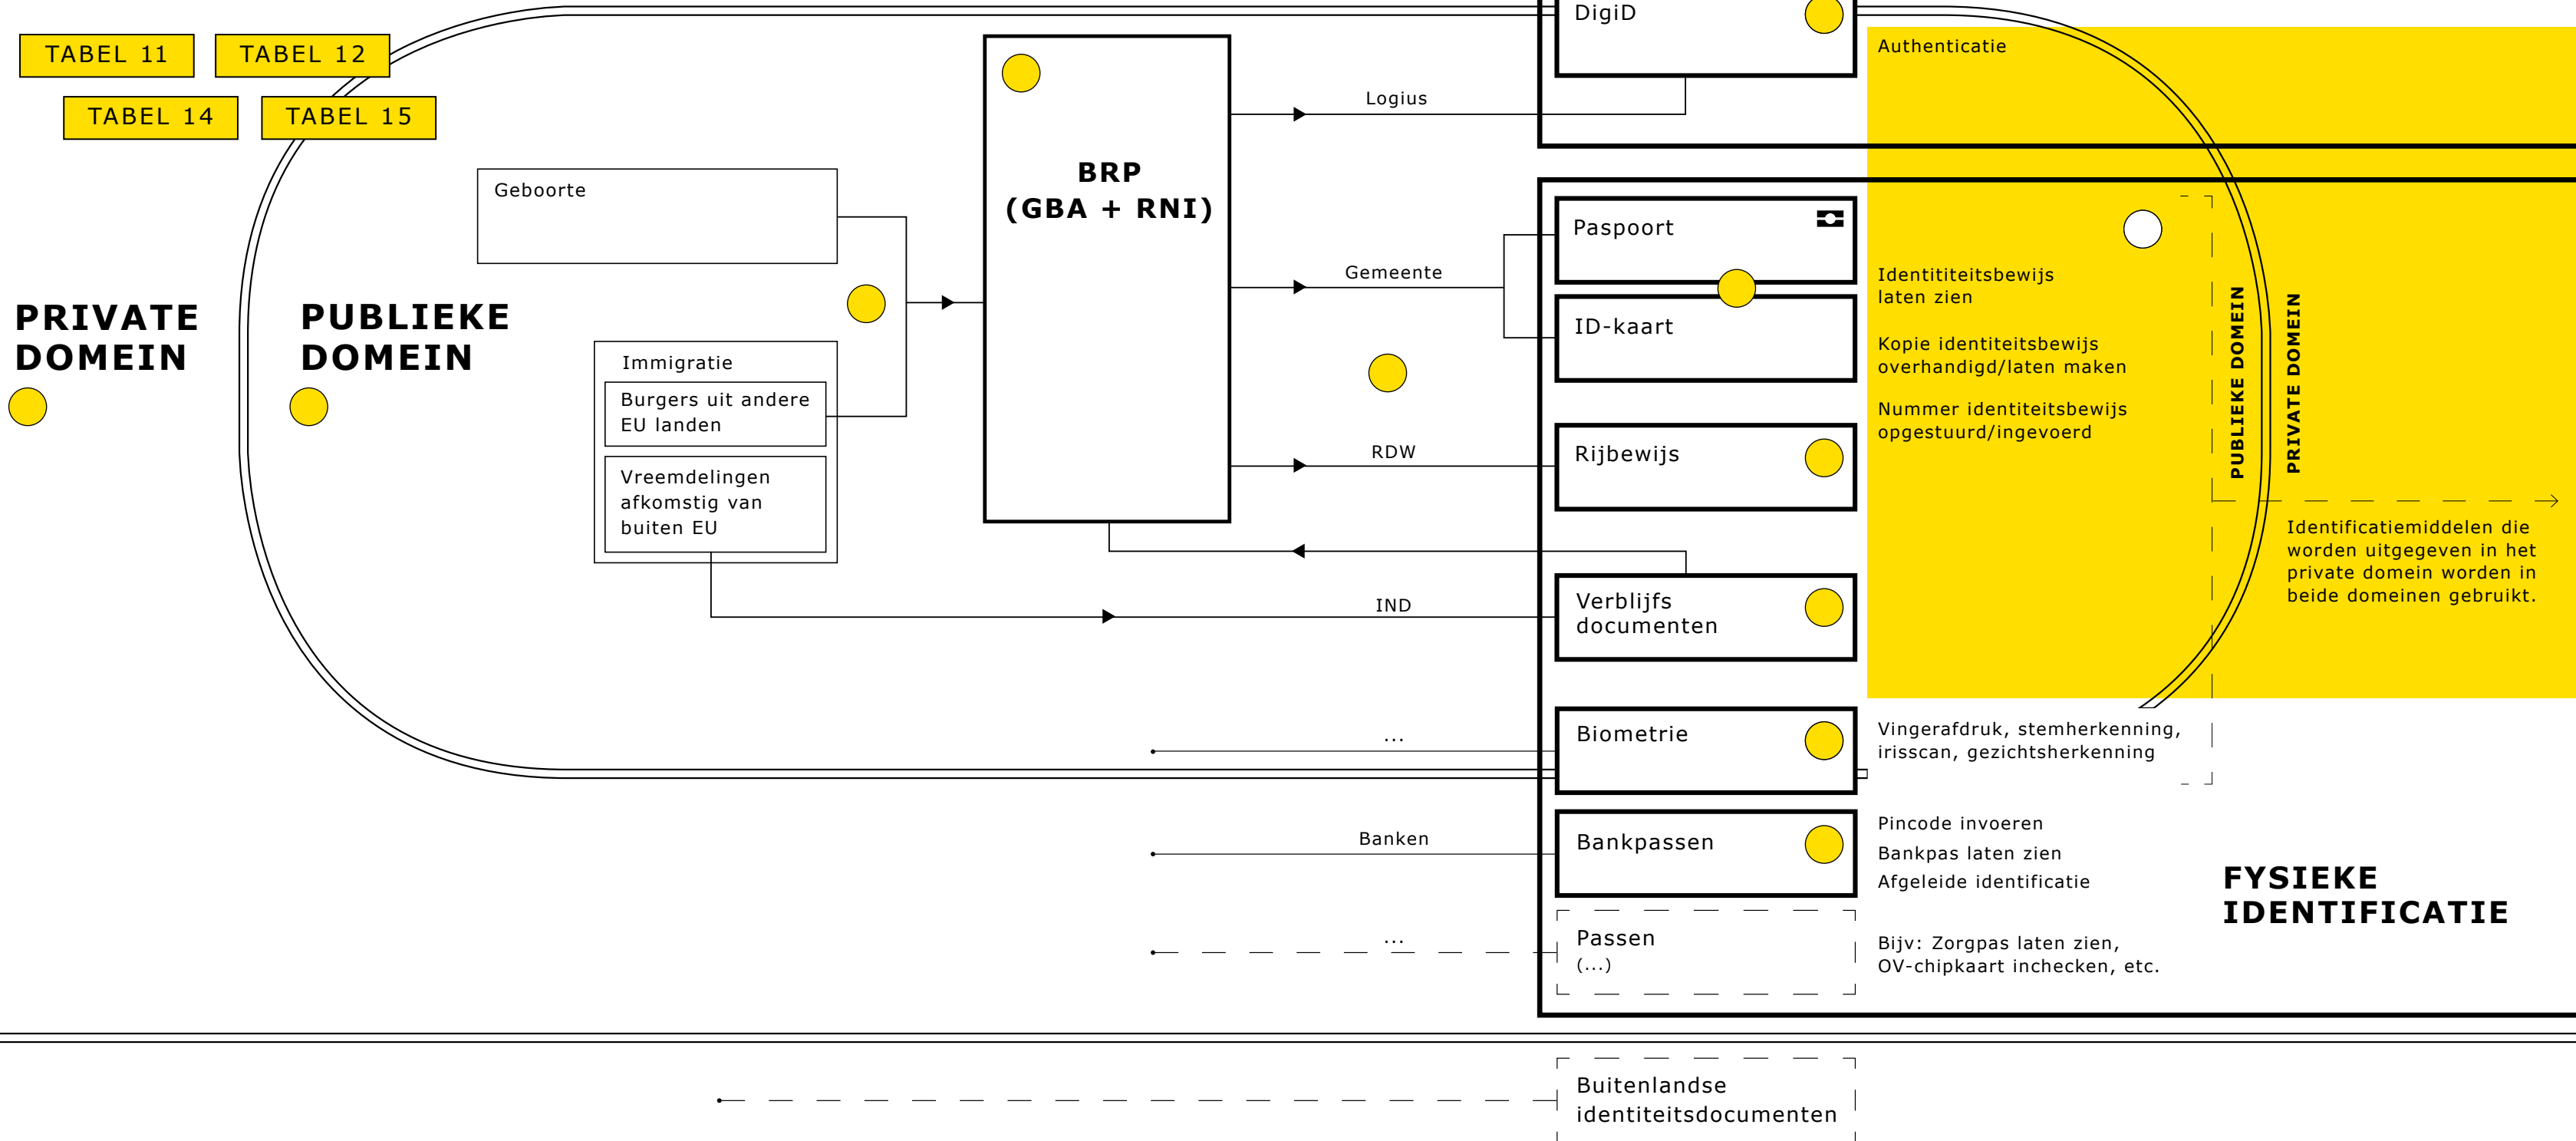 TABEL 11
TABEL 12
TABEL 14
TABEL 15
PRIVATE
DOMEIN
PUBLIEKE
DOMEIN
Geboorte
Immigratie
Burgers uit andere
EU landen
Vreemdelingen
afkomstig van
buiten EU
BRP
(GBA + RNI)
Logius
Gemeente
RDW
IND
...
Banken
...
DigiD
Authenticatie
Paspoort
ID-kaart
Rijbewijs
Verblijfs
documenten
Biometrie
Bankpassen
Passen
(...)
Identititeitsbewijs
laten zien
Kopie identiteitsbewijs
overhandigd/laten maken
Nummer identiteitsbewijs
opgestuurd/ingevoerd
PUBLIEKE DOMEIN
PRIVATE DOMEIN
Identificatiemiddelen die
worden uitgegeven in het
private domein worden in
beide domeinen gebruikt.
Vingerafdruk, stemherkenning,
irisscan, gezichtsherkenning
Pincode invoeren
Bankpas laten zien
Afgeleide identificatie
Bijv: Zorgpas laten zien,
OV-chipkaart inchecken, etc.
FYSIEKE
IDENTIFICATIE
Buitenlandse
identiteitsdocumenten